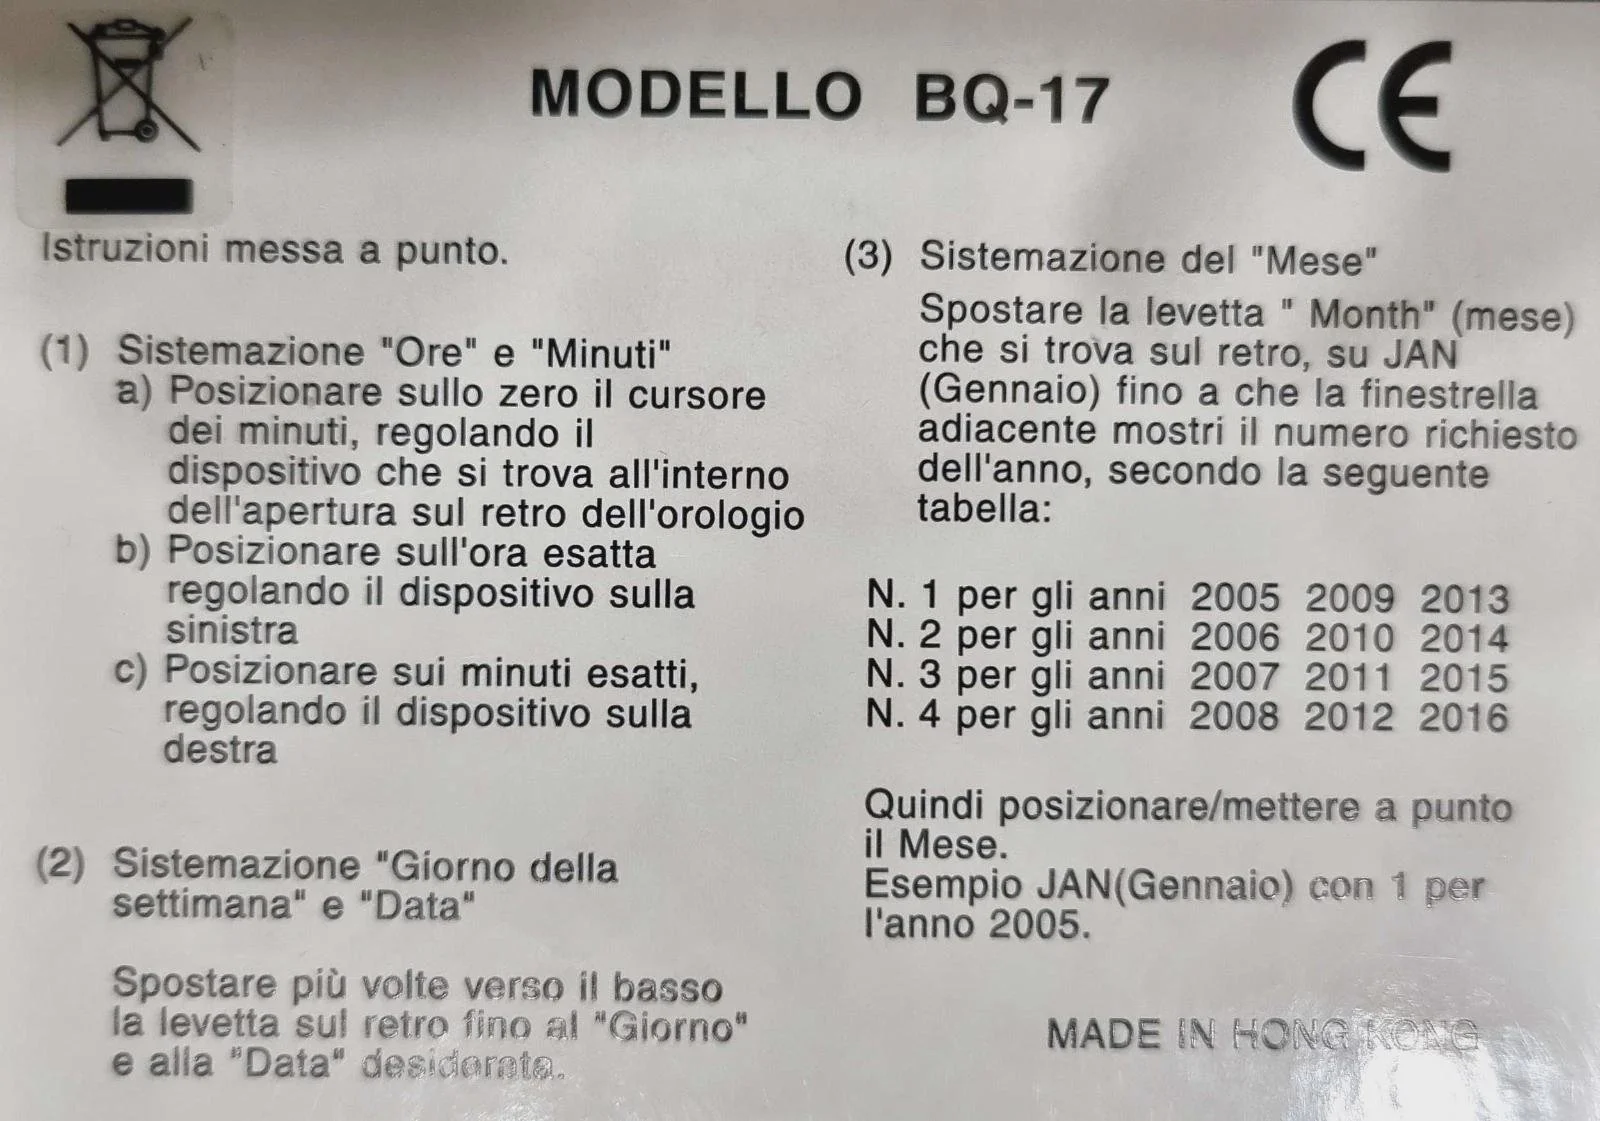 MODELLO BQ-17
CE
Istruzioni messa a punto.
(1) Sistemazione "Ore" e "Minuti"
a) Posizionare sullo zero il cursore
dei minuti, regolando il
dispositivo che si trova all'interno
dell'apertura sul retro dell'orologio
b) Posizionare sull'ora esatta
regolando il dispositivo sulla
sinistra
c) Posizionare sui minuti esatti,
regolando il dispositivo sulla
destra
(2) Sistemazione "Giorno della
settimana" e "Data"
Spostare più volte verso il basso
la levetta sul retro fino al "Giorno"
e alla "Data" desiderata.
(3) Sistemazione del "Mese"
Spostare la levetta " Month" (mese)
che si trova sul retro, su JAN
(Gennaio) fino a che la finestrella
adiacente mostri il numero richiesto
dell'anno, secondo la seguente
tabella:
N. 1 per gli anni 2005 2009 2013
N. 2 per gli anni 2006 2010 2014
N. 3 per gli anni 2007 2011 2015
N. 4 per gli anni 2008 2012 2016
Quindi posizionare/mettere a punto
il Mese.
Esempio JAN(Gennaio) con 1 per
l'anno 2005.
MADE IN HONG KONG